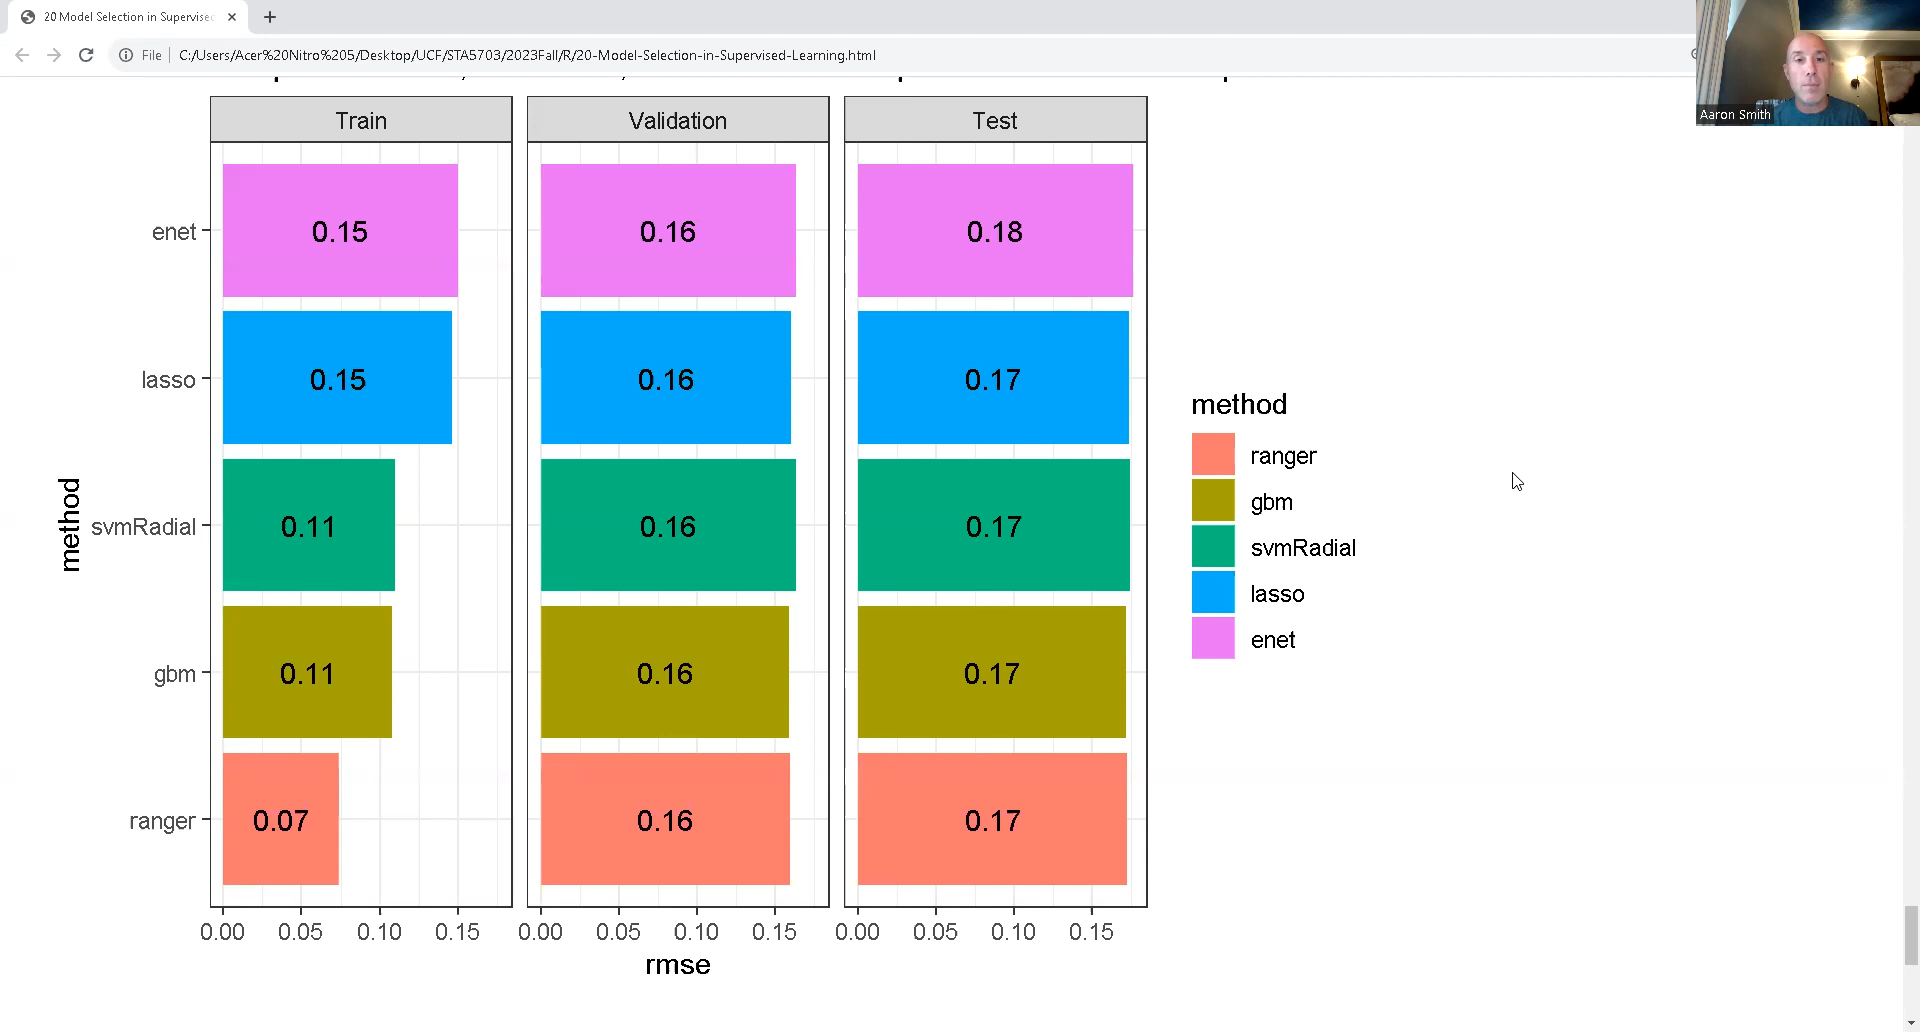 20 Model Selection in Supervised
File C:/Users/Acer%20Nitro%205/Desktop/UCF/STA5703/2023Fall/R/20-Model-Selection-in-Supervised-Learning.html
Aaron Smith
Train Validation Test
enet 0.15 0.16 0.18
lasso 0.15 0.16 0.17
svmRadial 0.11 0.16 0.17
gbm 0.11 0.16 0.17
ranger 0.07 0.16 0.17
method
0.00 0.05 0.10 0.15 0.00 0.05 0.10 0.15 0.00 0.05 0.10 0.15
rmse
method
ranger
gbm
svmRadial
lasso
enet